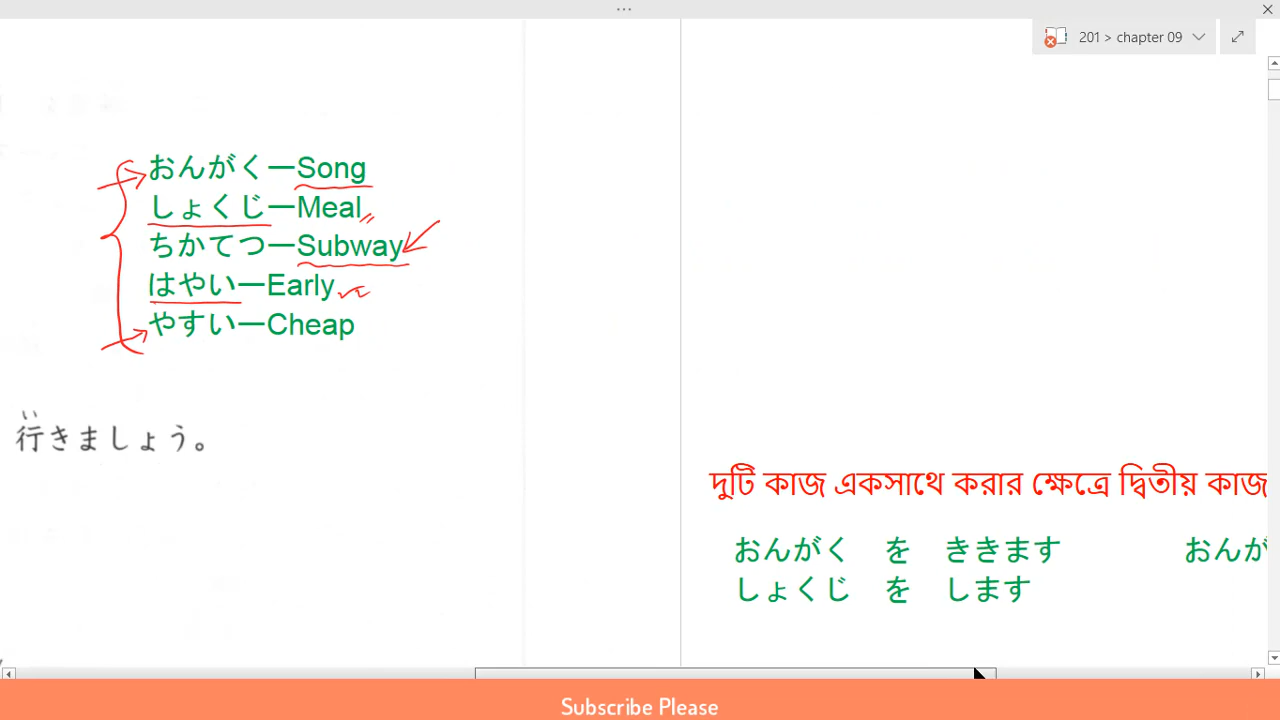 201 > chapter 09
おんがくーSong
しょくじーMeal
ちかてつーSubway
はやいーEarly
やすいーCheap
い
行きましょう。
দুটি কাজ একসাথে করার ক্ষেত্রে দ্বিতীয় কাজ
おんがく を ききます おんが
しょくじ を します
Subscribe Please